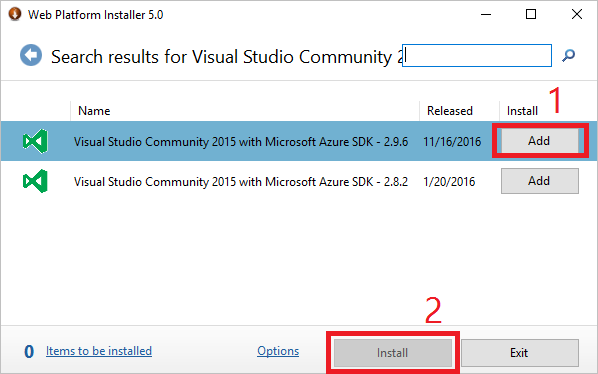 Web Platform Installer 5.0
Search results for Visual Studio Community 2
1
Name Released Install
Visual Studio Community 2015 with Microsoft Azure SDK - 2.9.6 11/16/2016 Add
Visual Studio Community 2015 with Microsoft Azure SDK - 2.8.2 1/20/2016 Add
2
0 Items to be installed Options Install Exit